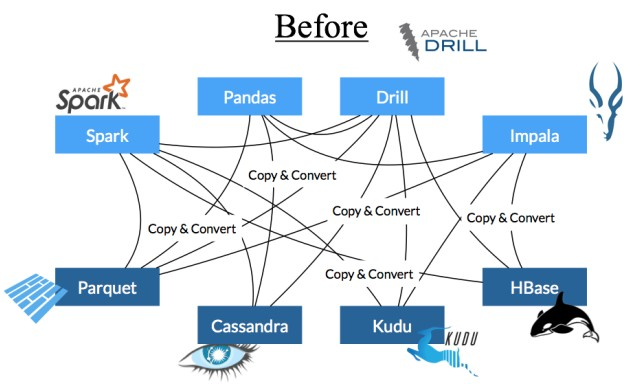 Before
APACHE
DRILL
APACHE
Spark
Pandas
Drill
Spark
Impala
Copy & Convert
Copy & Convert
Copy & Convert
Copy & Convert
Copy & Convert
Parquet
HBase
Cassandra
Kudu
KUDU